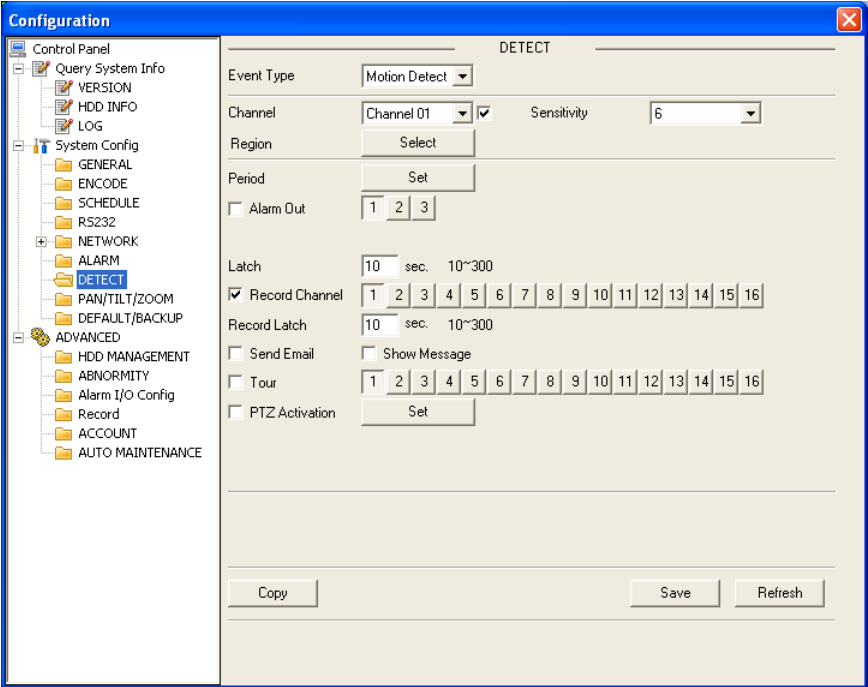 Configuration
Control Panel
Query System Info
VERSION
HDD INFO
LOG
System Config
GENERAL
ENCODE
SCHEDULE
RS232
NETWORK
ALARM
DETECT
PAN/TILT/ZOOM
DEFAULT/BACKUP
ADVANCED
HDD MANAGEMENT
ABNORMITY
Alarm I/O Config
Record
ACCOUNT
AUTO MAINTENANCE
DETECT
Event Type Motion Detect
Channel Channel 01 Sensitivity 6
Region Select
Period Set
Alarm Out 1 2 3
Latch 10 sec. 10~300
Record Channel 1 2 3 4 5 6 7 8 9 10 11 12 13 14 15 16
Record Latch 10 sec. 10~300
Send Email Show Message
Tour 1 2 3 4 5 6 7 8 9 10 11 12 13 14 15 16
PTZ Activation Set
Copy Save Refresh